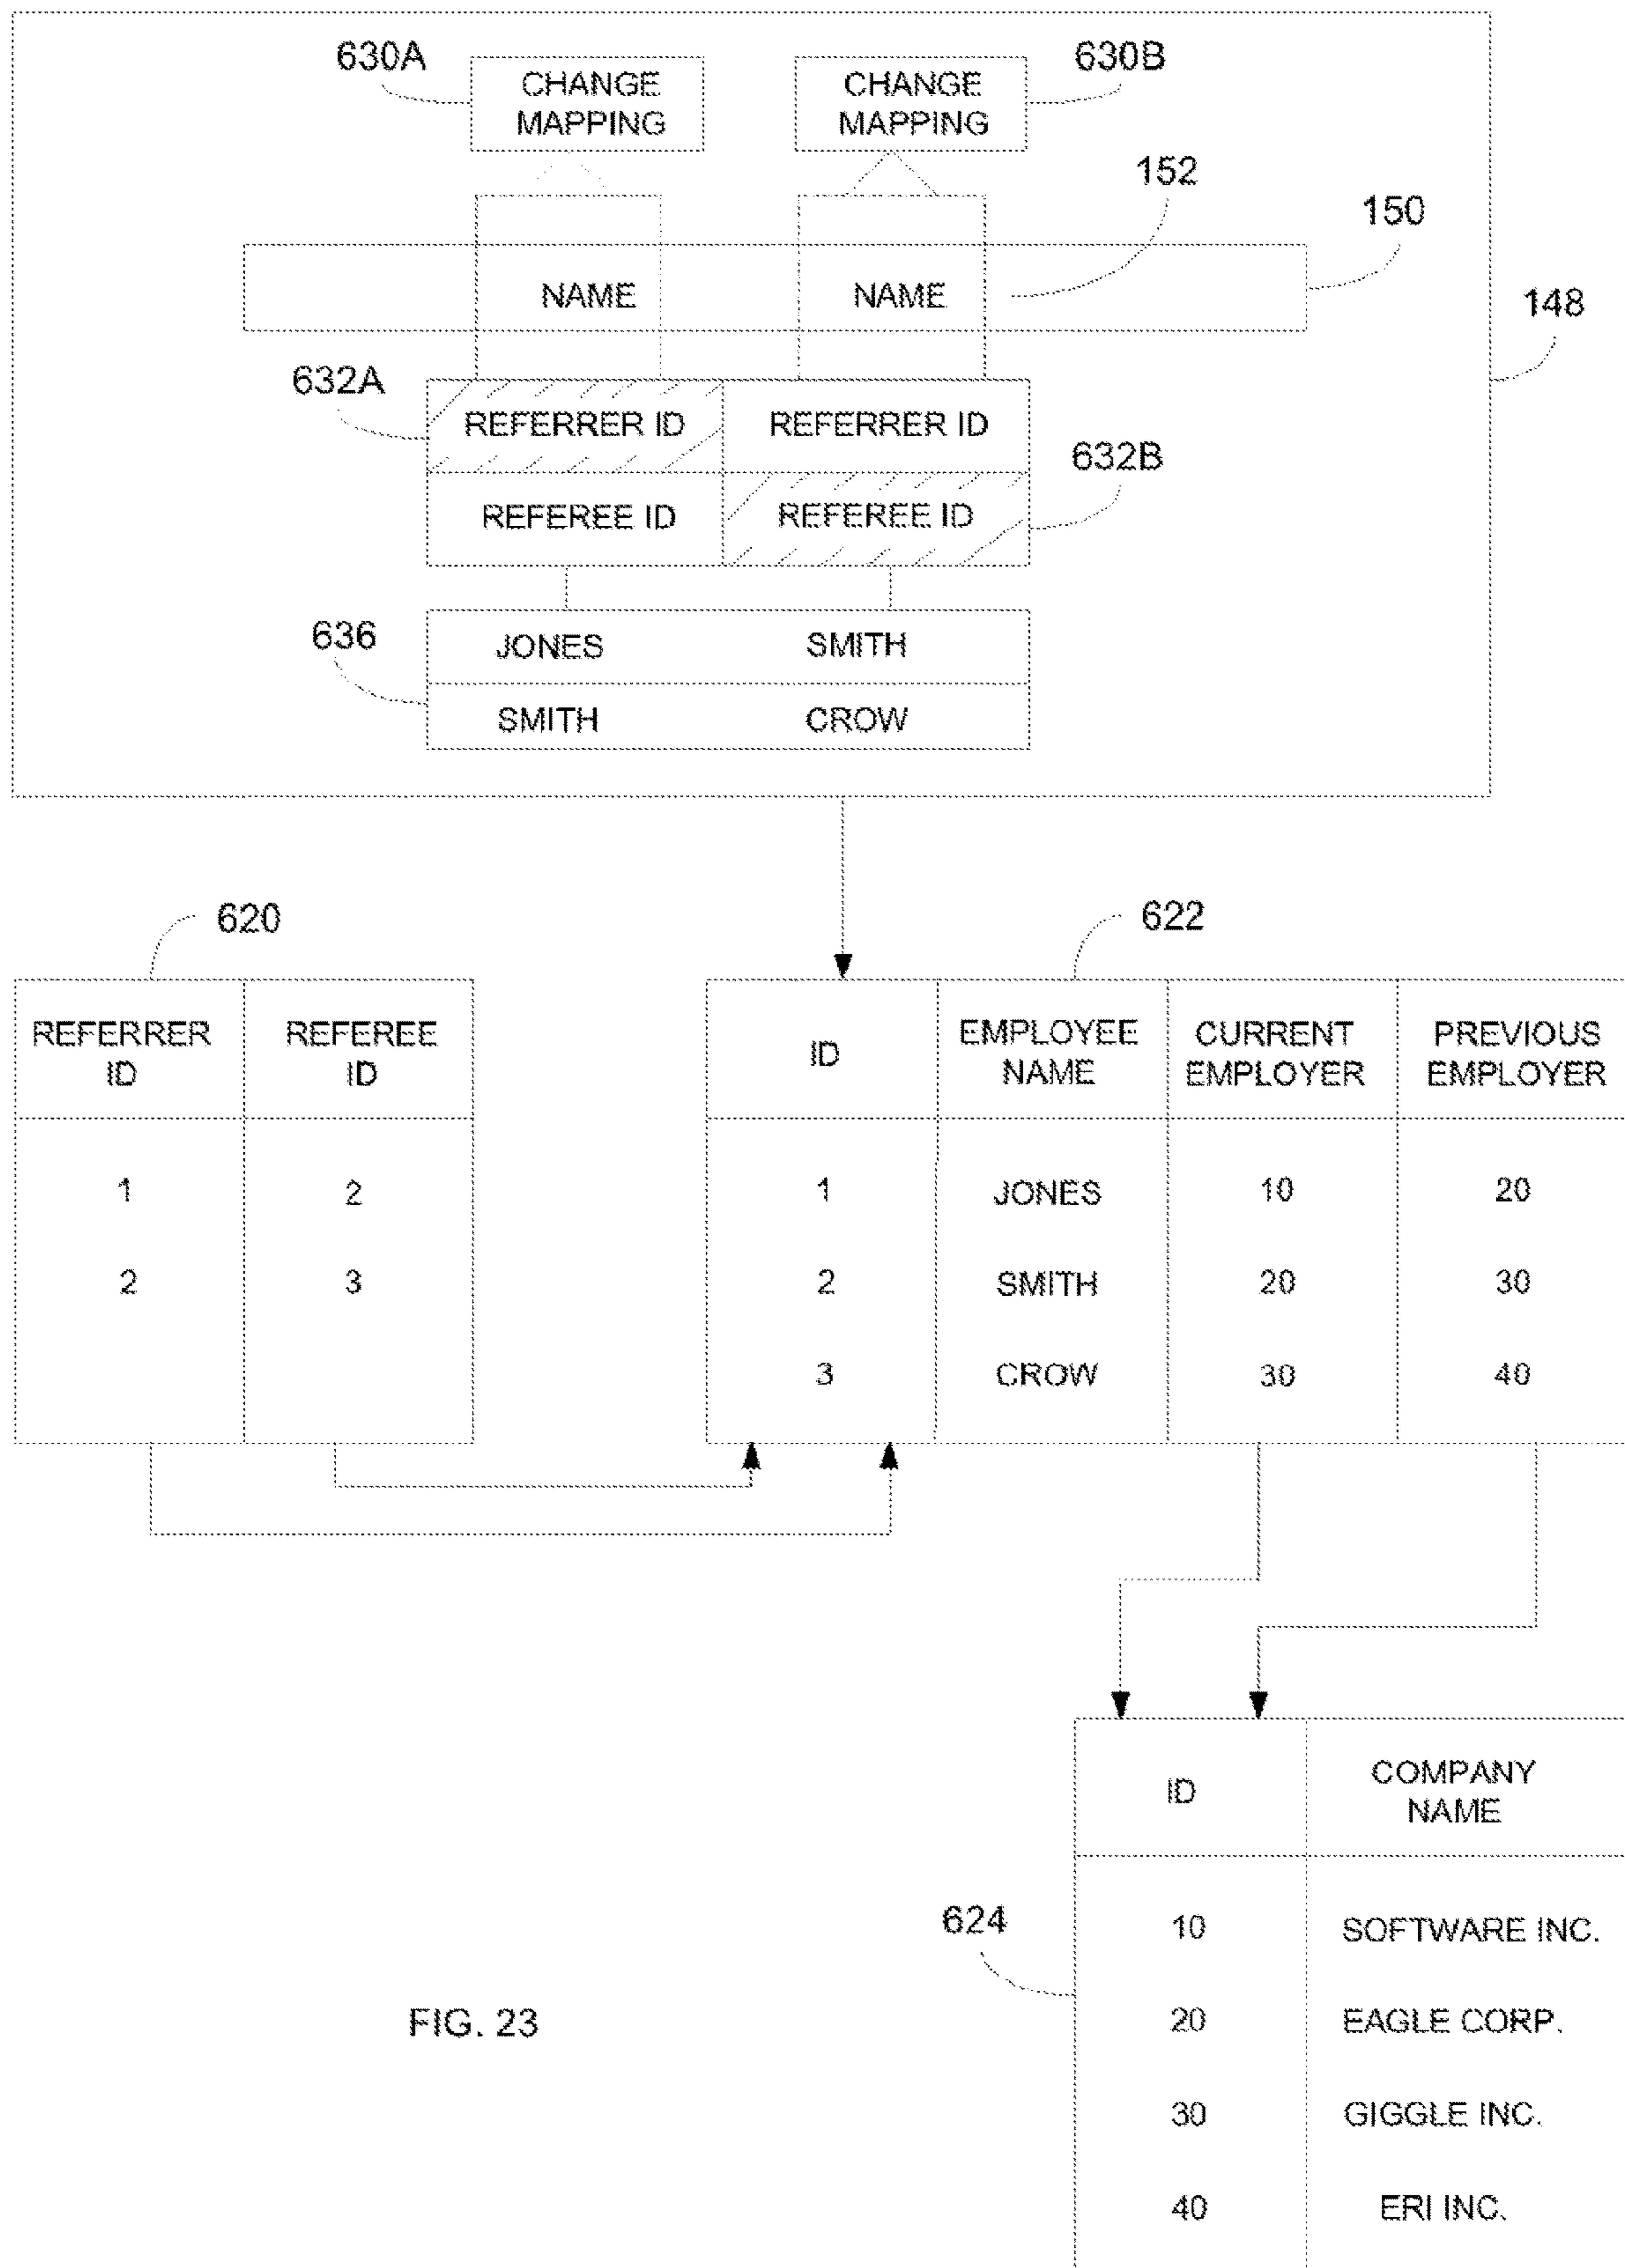 630A
CHANGE
MAPPING
CHANGE
MAPPING
630B
152
150
NAME
NAME
148
632A
REFERRER ID
REFERRER ID
632B
REFEREE ID
REFEREE ID
636
JONES
SMITH
SMITH
CROW
620
622
REFERRER
ID
REFEREE
ID
ID
EMPLOYEE
NAME
CURRENT
EMPLOYER
PREVIOUS
EMPLOYER
1
2
1
JONES
10
20
2
3
2
SMITH
20
30
3
CROW
30
40
ID
COMPANY
NAME
624
10
SOFTWARE INC.
20
EAGLE CORP.
30
GIGGLE INC.
40
ERI INC.
FIG. 23